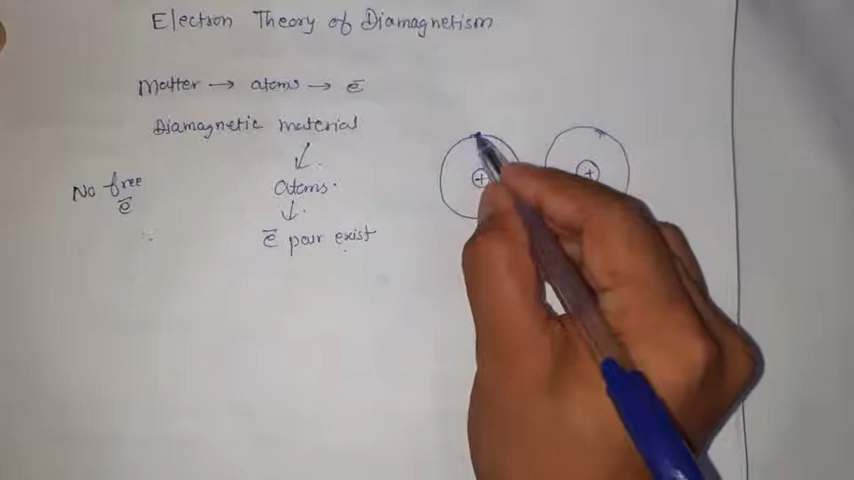 Electron Theory of Diamagnetism
Matter → atoms → e̅
Diamagnetic material
↓
atoms.
↓
e̅ pair exist
No free
e̅
+
+